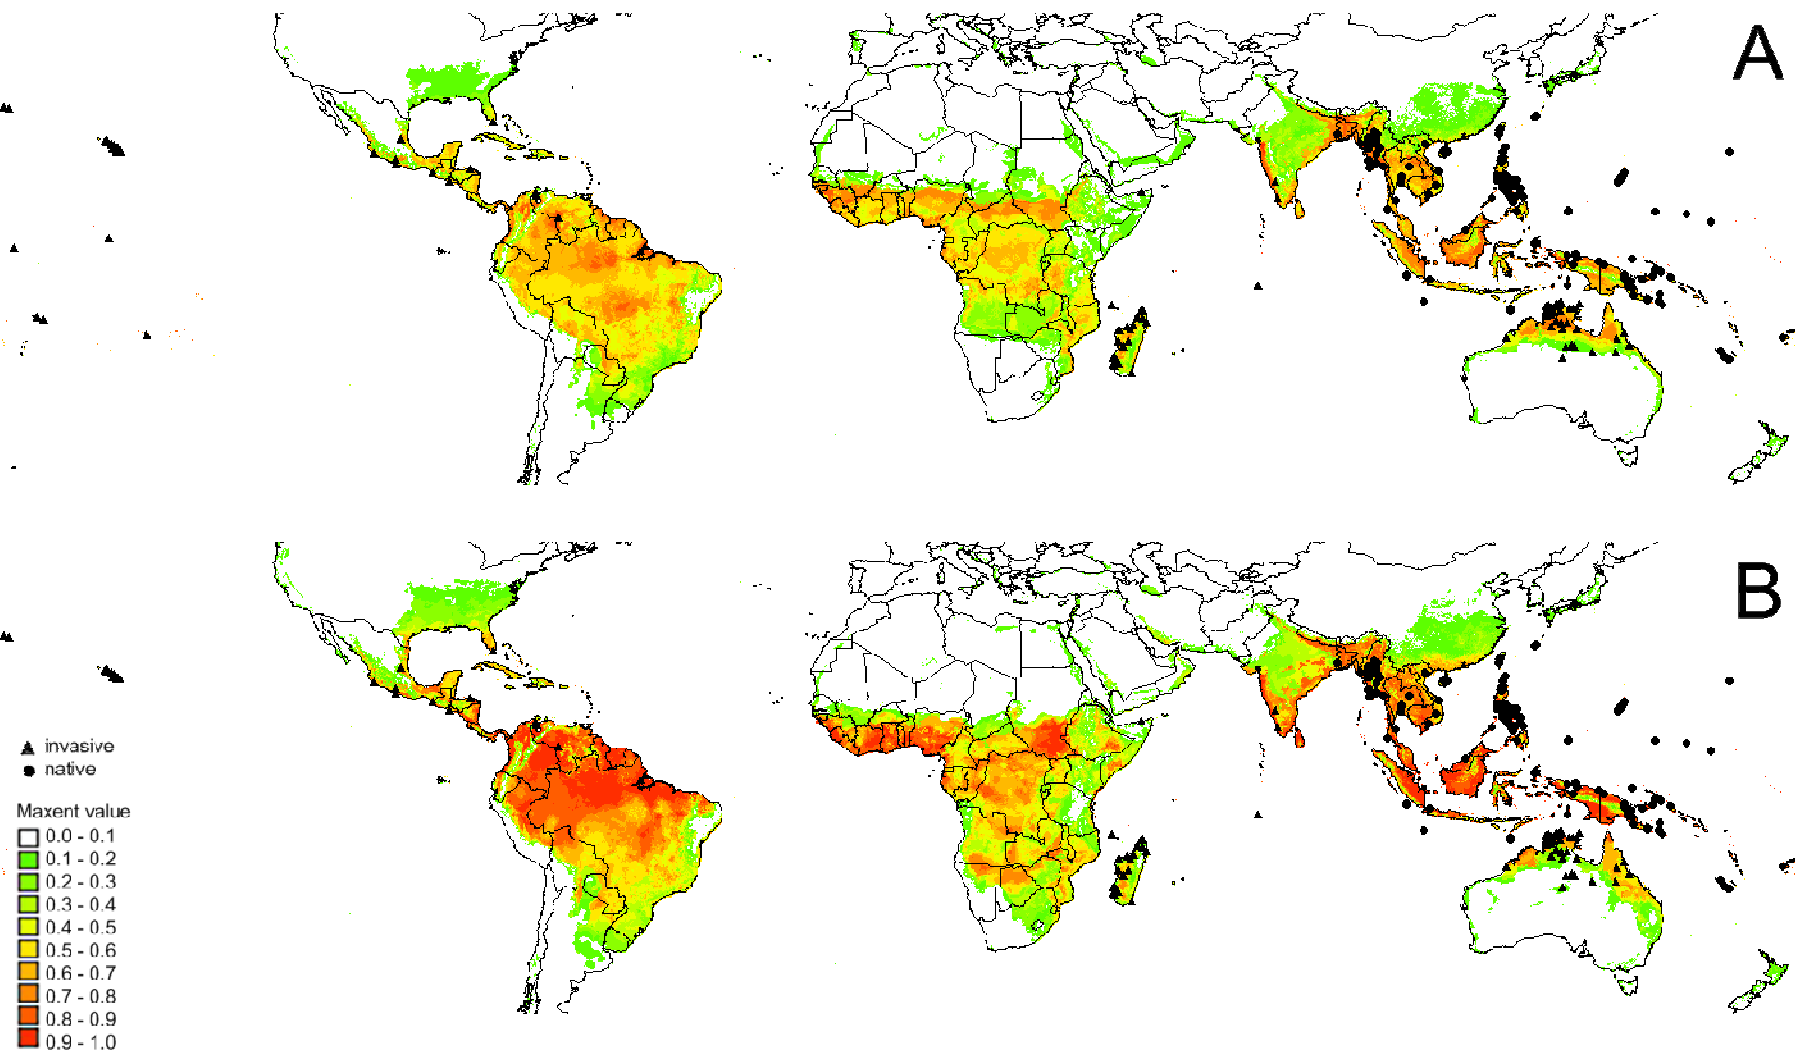 A
B
invasive
native
Maxent value
0.0 - 0.1
0.1 - 0.2
0.2 - 0.3
0.3 - 0.4
0.4 - 0.5
0.5 - 0.6
0.6 - 0.7
0.7 - 0.8
0.8 - 0.9
0.9 - 1.0